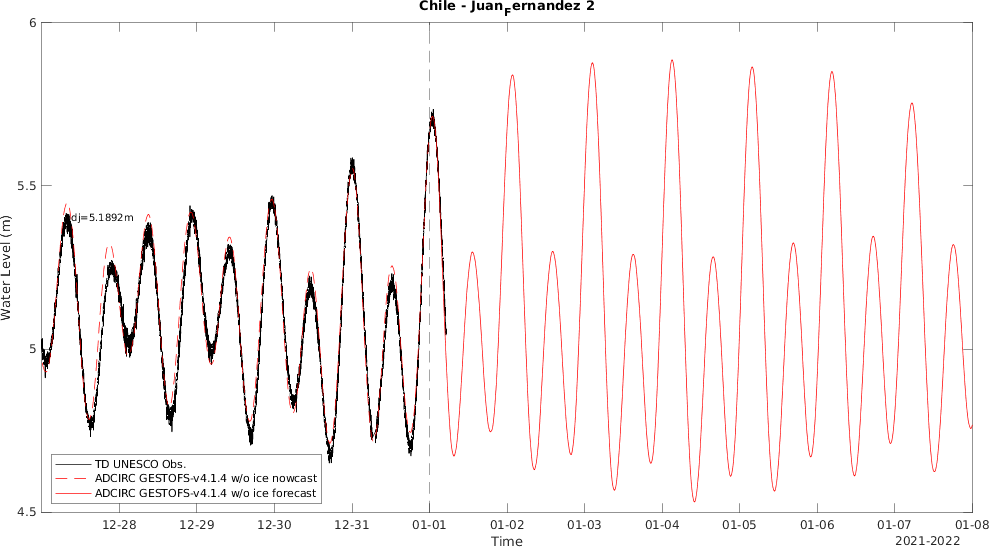 Chile - JuanFernandez 2
6
5.5
5
4.5
Water Level (m)
dj=5.1892m
TD UNESCO Obs.
ADCIRC GESTOFS-v4.1.4 w/o ice nowcast
ADCIRC GESTOFS-v4.1.4 w/o ice forecast
12-28 12-29 12-30 12-31 01-01 01-02 01-03 01-04 01-05 01-06 01-07 01-08
Time
2021-2022